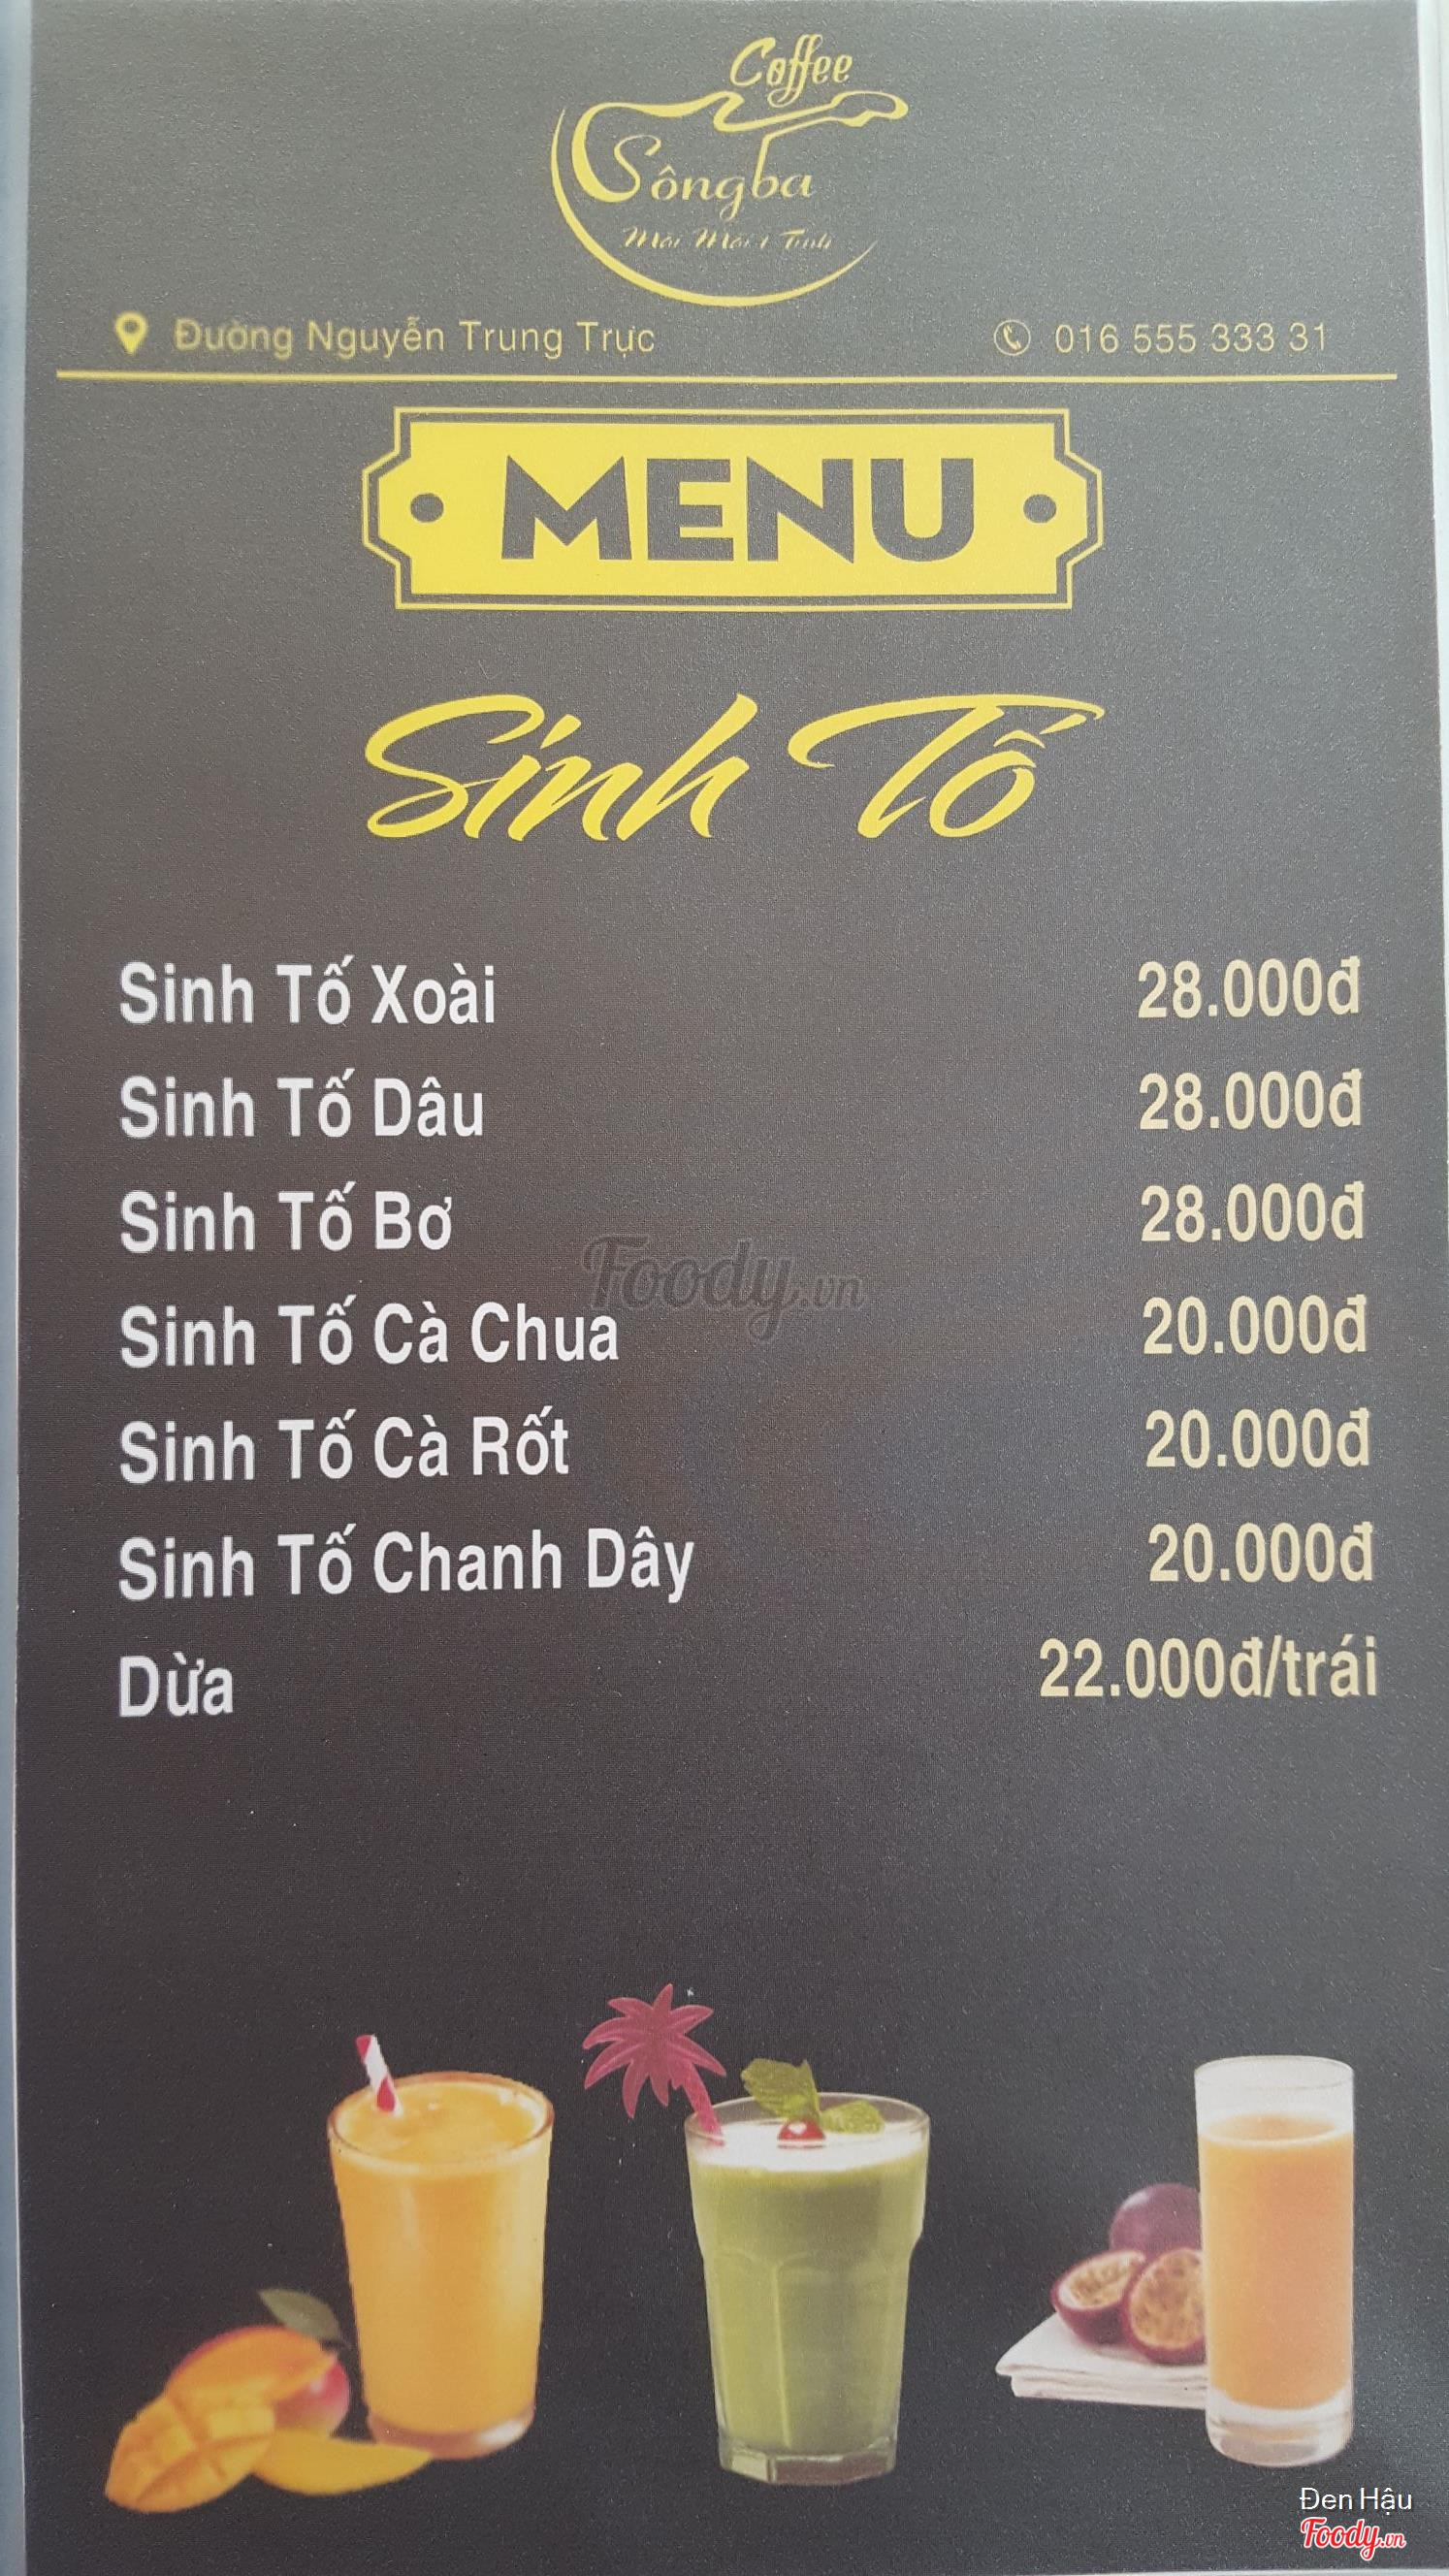 Coffee
Sôngba
Đường Nguyễn Trung Trực
016 555 333 31
MENU
Sinh Tố
Sinh Tố Xoài 28.000đ
Sinh Tố Dâu 28.000đ
Sinh Tố Bơ 28.000đ
Sinh Tố Cà Chua 20.000đ
Sinh Tố Cà Rốt 20.000đ
Sinh Tố Chanh Dây 20.000đ
Dừa 22.000đ/trái
Foody.vn
Đen Hậu
Foody.vn